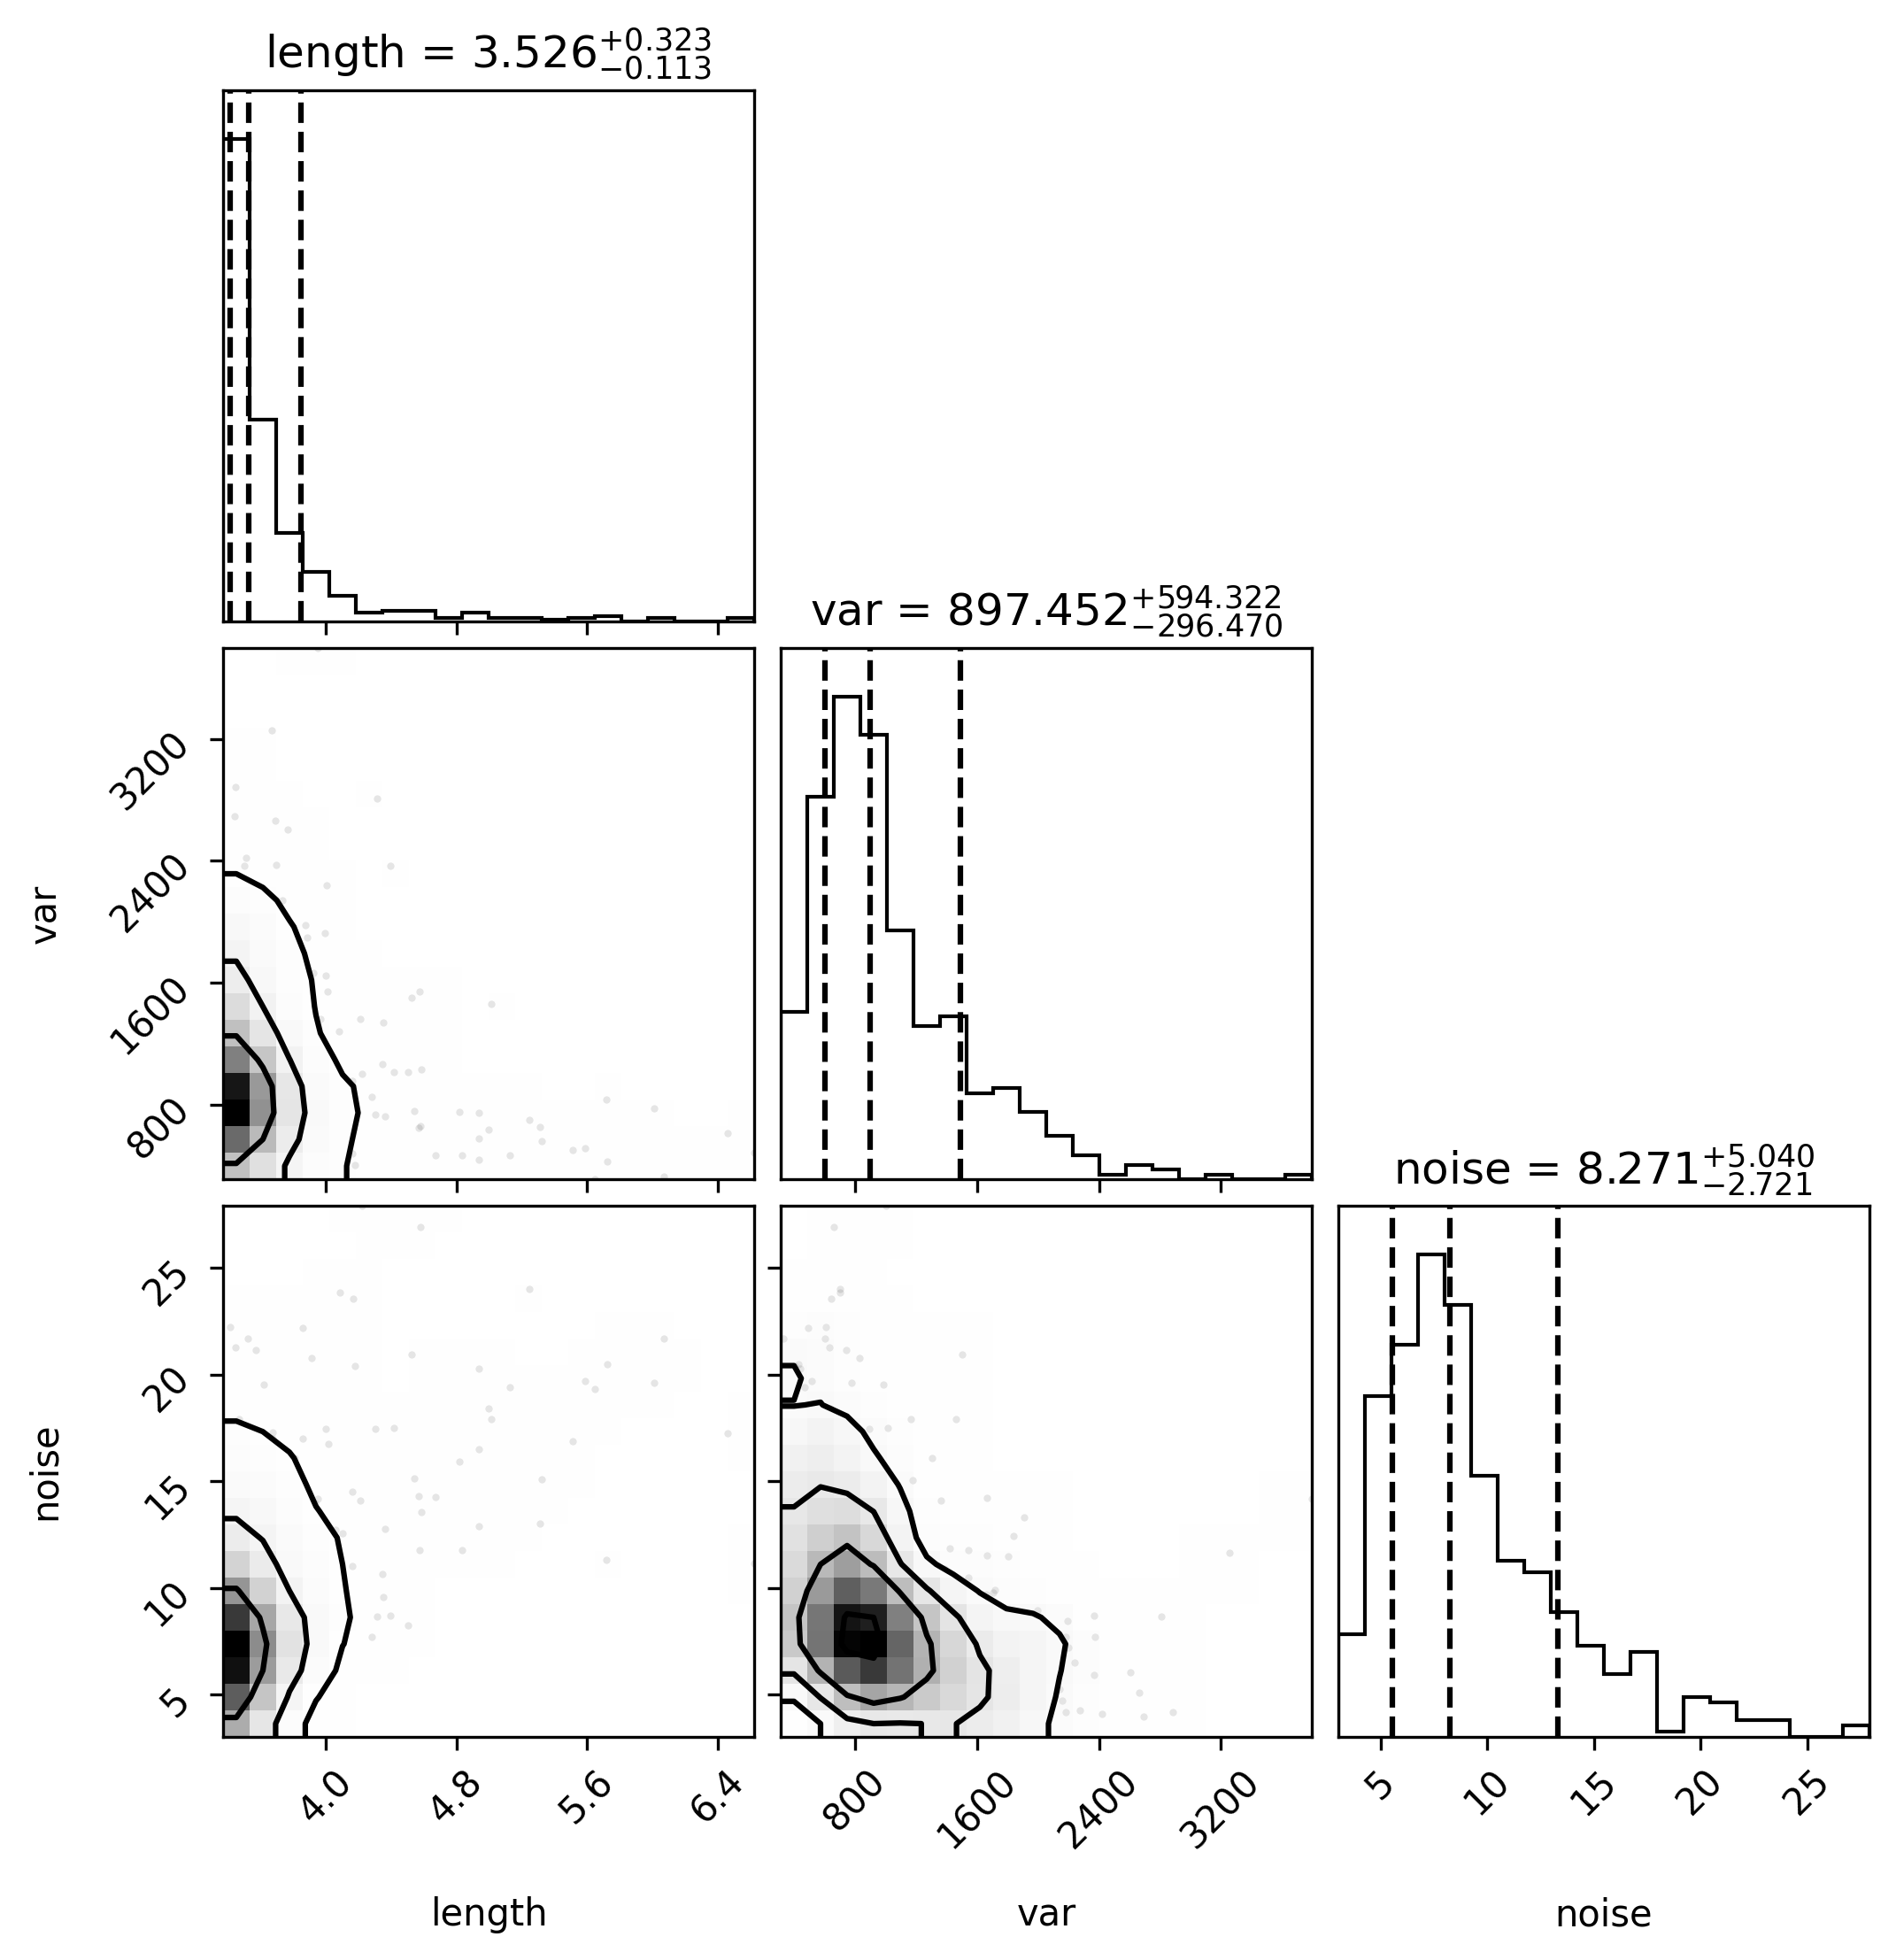 length = 3.526+0.323 −0.113
var = 897.452+594.322 −296.470
3200
2400
1600
800
var
noise = 8.271+5.040 −2.721
25
20
15
10
5
noise
4.0 4.8 5.6 6.4 800 1600 2400 3200 5 10 15 20 25
length var noise